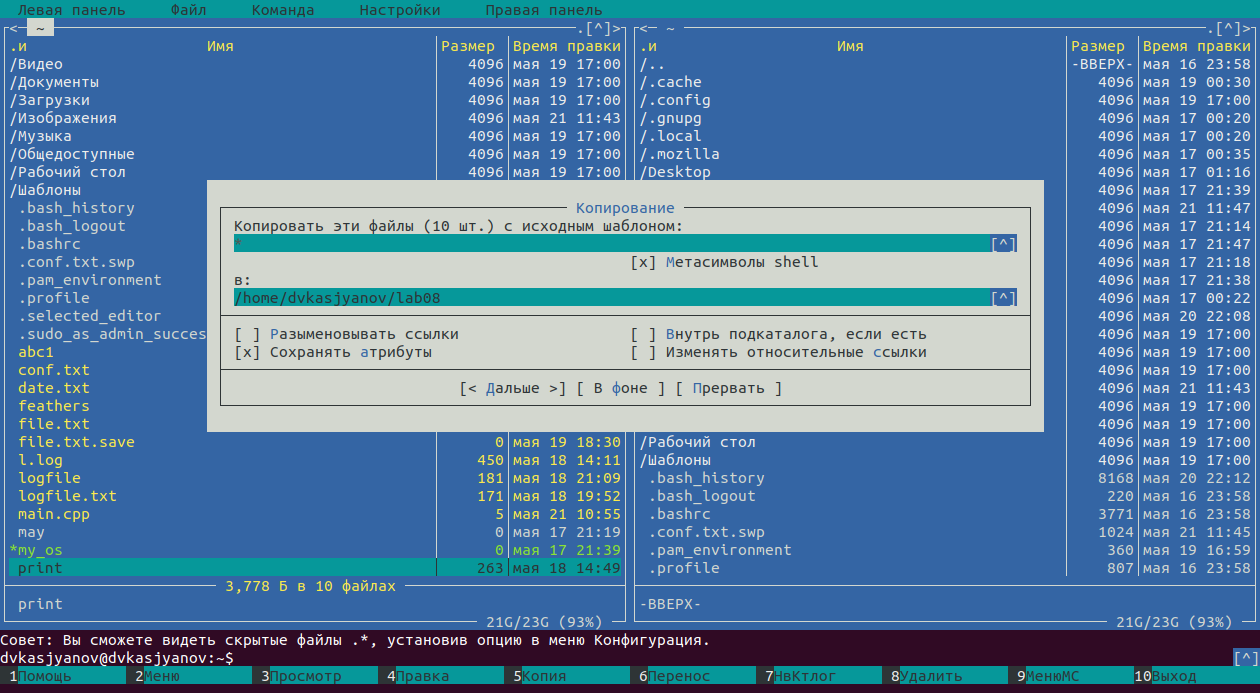 Левая панель Файл Команда Настройки Правая панель
<─ ~ .[^]> <─ ~ .[^]>
.и Имя Размер Время правки .и Имя Размер Время правки
/Видео 4096 мая 19 17:00 /.. -ВВЕРХ- мая 16 23:58
/Документы 4096 мая 19 17:00 /.cache 4096 мая 19 00:30
/Загрузки 4096 мая 19 17:00 /.config 4096 мая 19 17:00
/Изображения 4096 мая 21 11:43 /.gnupg 4096 мая 17 00:20
/Музыка 4096 мая 19 17:00 /.local 4096 мая 17 00:20
/Общедоступные 4096 мая 19 17:00 /.mozilla 4096 мая 17 00:35
/Рабочий стол 4096 мая 19 17:00 /Desktop 4096 мая 17 01:16
/Шаблоны 4096 мая 17 21:39
.bash_history Копирование 4096 мая 21 11:47
.bash_logout Копировать эти файлы (10 шт.) с исходным шаблоном: 4096 мая 17 21:14
.bashrc * [^] 4096 мая 17 21:47
.conf.txt.swp [x] Метасимволы shell 4096 мая 17 21:18
.pam_environment в: 4096 мая 17 21:38
.profile /home/dvkasjyanov/lab08 [^] 4096 мая 17 00:22
.selected_editor 4096 мая 20 22:08
.sudo_as_admin_succes [ ] Разыменовывать ссылки [ ] Внутрь подкаталога, если есть 4096 мая 19 17:00
abc1 [x] Сохранять атрибуты [ ] Изменять относительные ссылки 4096 мая 19 17:00
conf.txt 4096 мая 19 17:00
date.txt [< Дальше >] [ В фоне ] [ Прервать ] 4096 мая 21 11:43
feathers 4096 мая 19 17:00
file.txt 4096 мая 19 17:00
file.txt.save 0 мая 19 18:30 /Рабочий стол 4096 мая 19 17:00
l.log 450 мая 18 14:11 /Шаблоны 4096 мая 19 17:00
logfile 181 мая 18 21:09 .bash_history 8168 мая 20 22:12
logfile.txt 171 мая 18 19:52 .bash_logout 220 мая 16 23:58
main.cpp 5 мая 21 10:55 .bashrc 3771 мая 16 23:58
may 0 мая 17 21:19 .conf.txt.swp 1024 мая 21 11:45
*my_os 0 мая 17 21:39 .pam_environment 360 мая 19 16:59
print 263 мая 18 14:49 .profile 807 мая 16 23:58
3,778 Б в 10 файлах
print -ВВЕРХ-
21G/23G (93%) 21G/23G (93%)
Совет: Вы сможете видеть скрытые файлы .*, установив опцию в меню Конфигурация.
dvkasjyanov@dvkasjyanov:~$ [^]
1Помощь 2Меню 3Просмотр 4Правка 5Копия 6Перенос 7НвКтлог 8Удалить 9МенюМС 10Выход